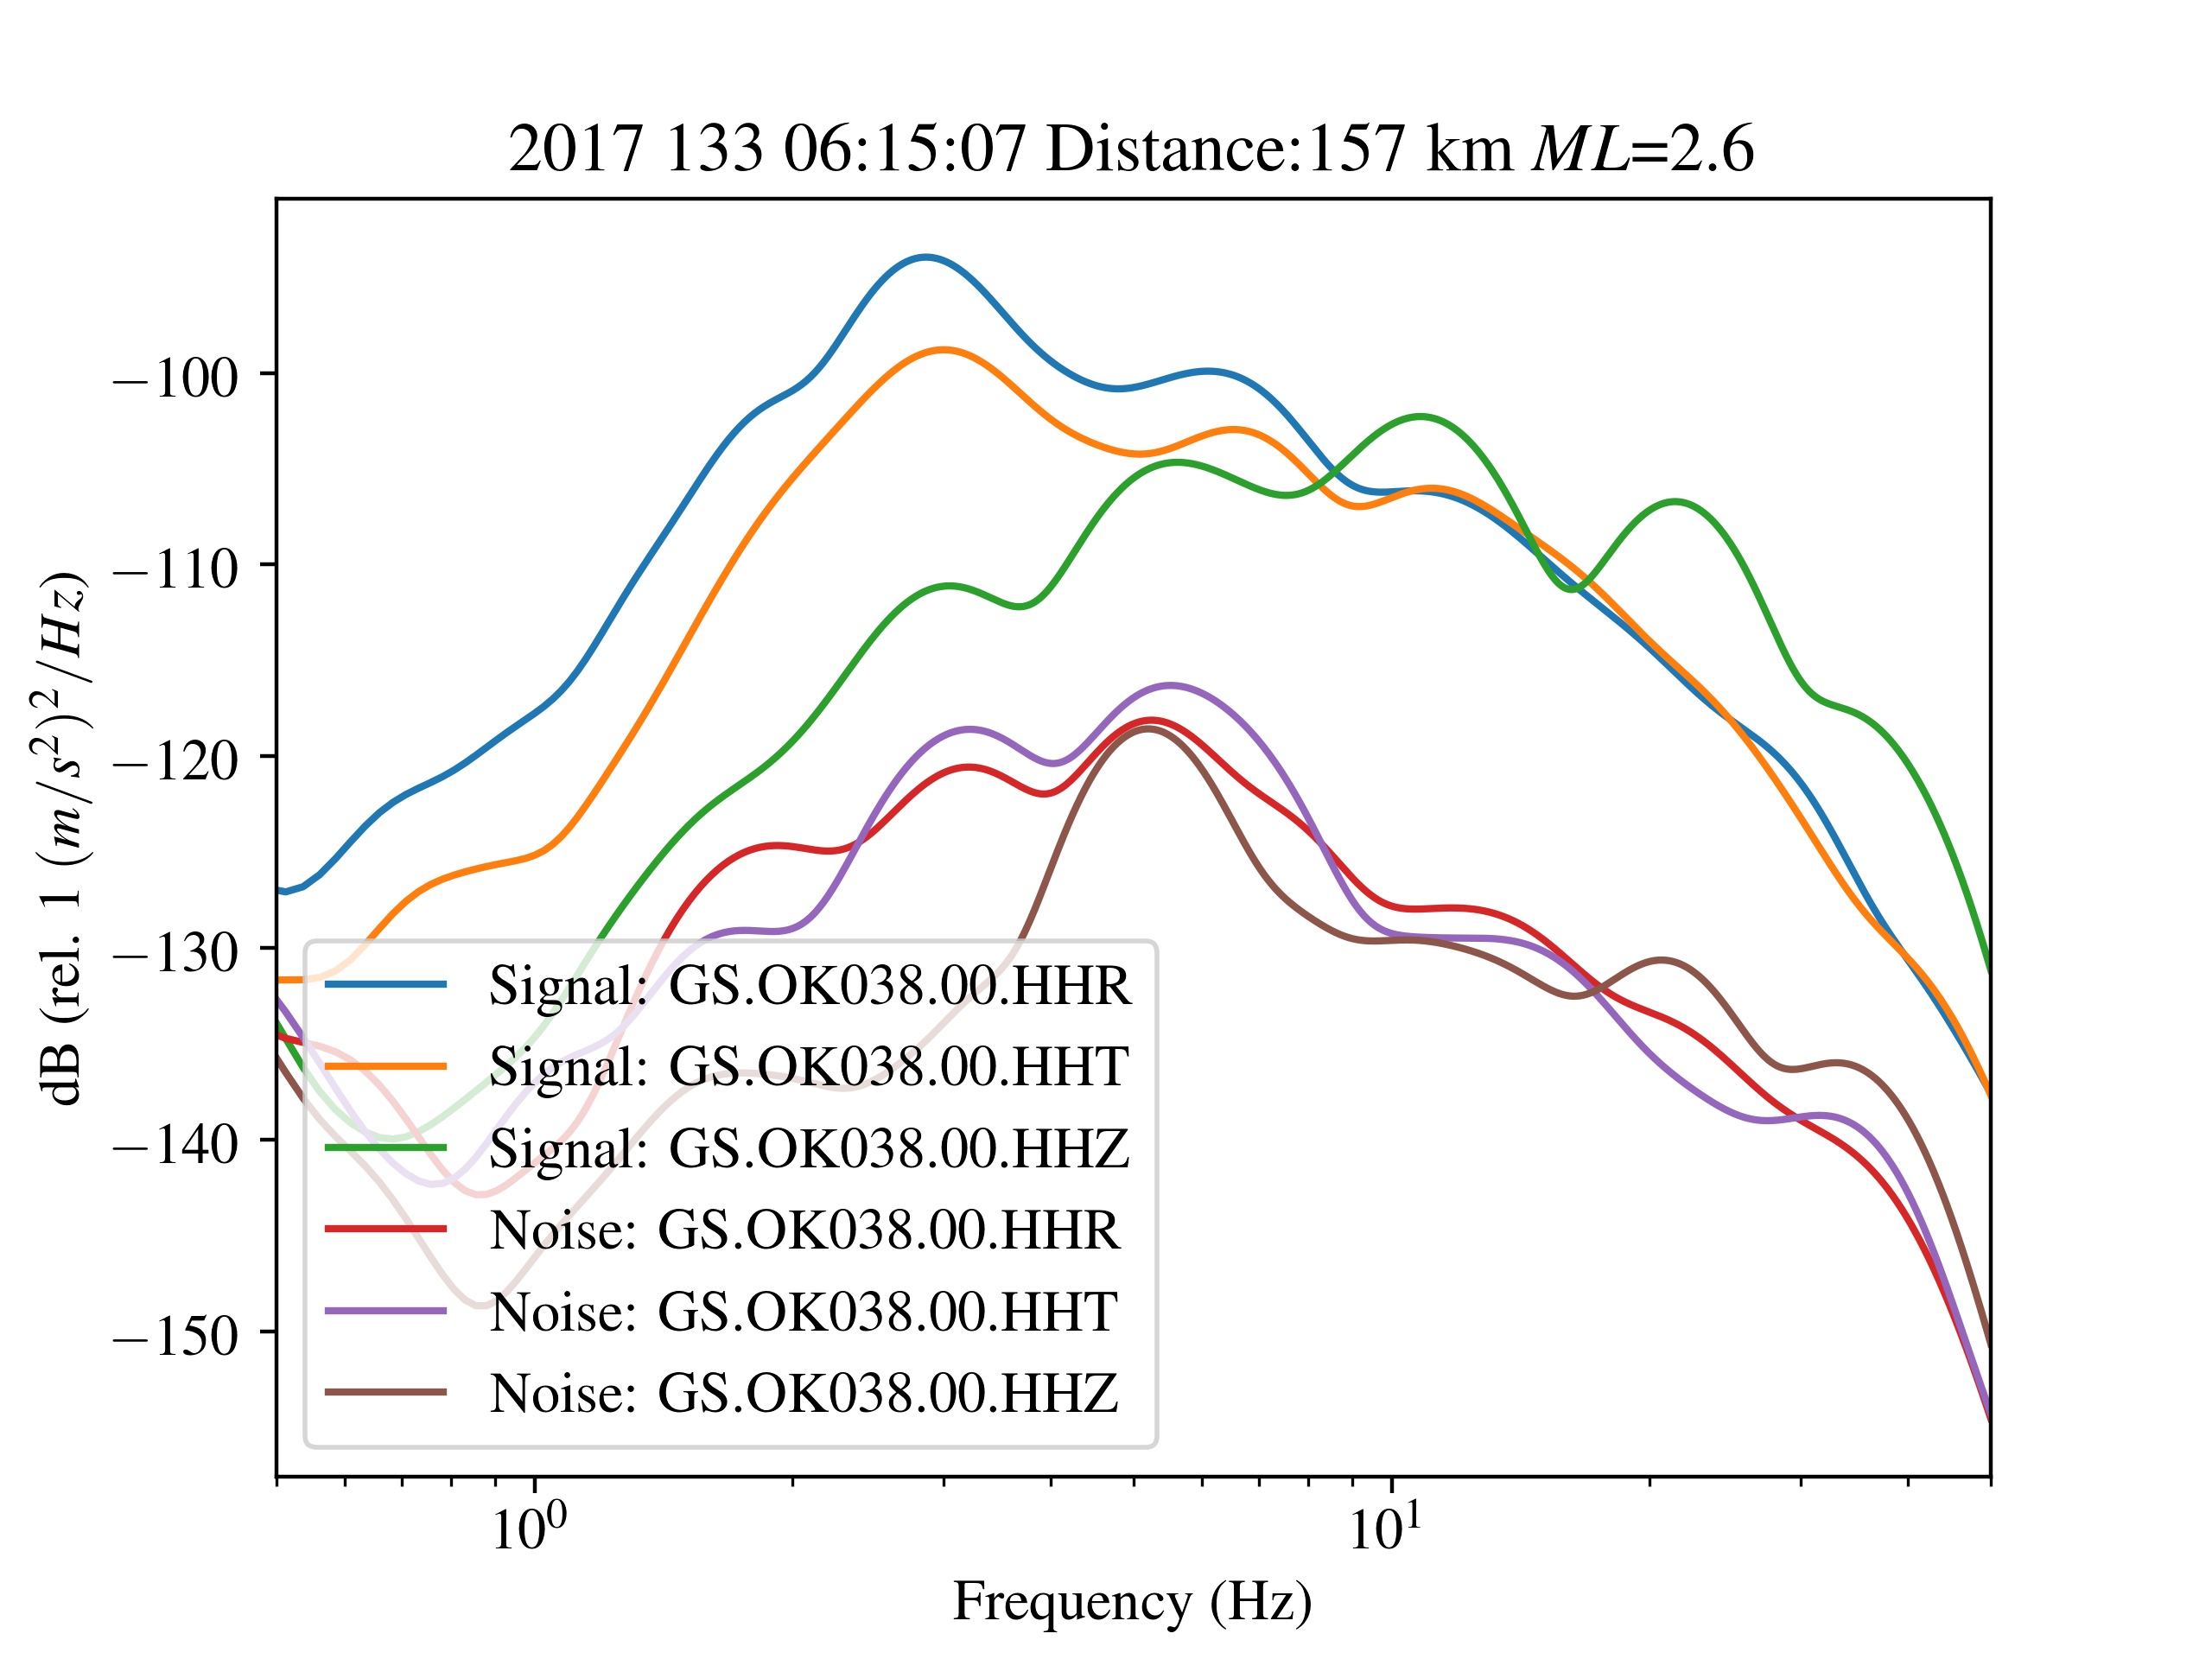 2017 133 06:15:07 Distance:157 km ML=2.6
dB (rel. 1 (m/s²)²/Hz)
−100
−110
−120
−130
−140
−150
Signal: GS.OK038.00.HHR
Signal: GS.OK038.00.HHT
Signal: GS.OK038.00.HHZ
Noise: GS.OK038.00.HHR
Noise: GS.OK038.00.HHT
Noise: GS.OK038.00.HHZ
10⁰ 10¹
Frequency (Hz)